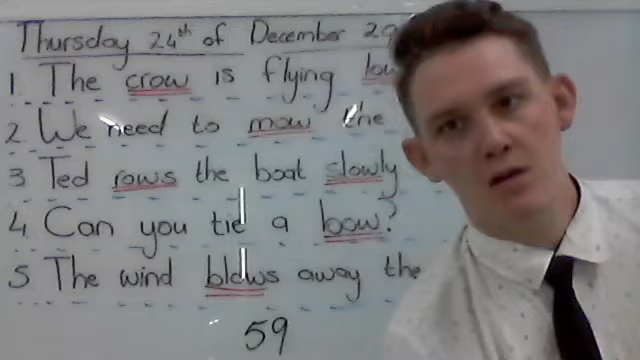 Thursday 24th of December 20
1 The crow is flying
2 We need to mow the
3 Ted rows the boat slowly
4 Can you tie a bow?
5 The wind blows away the
59